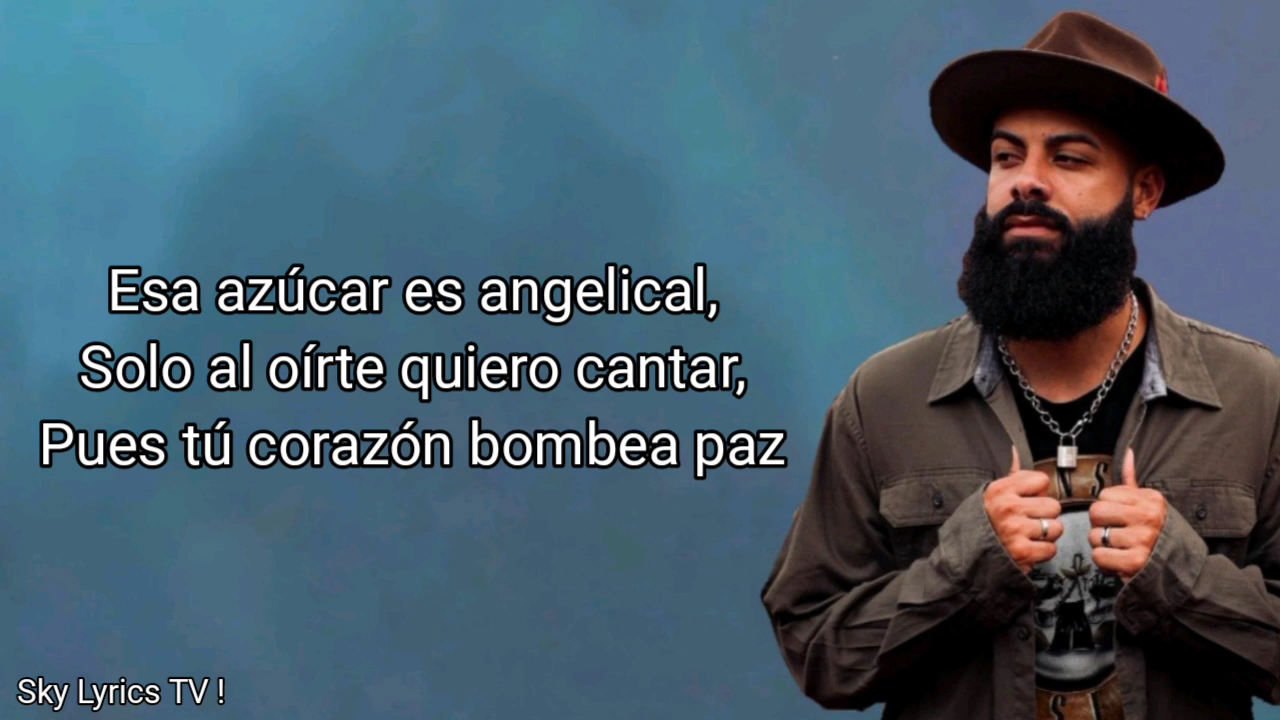 Esa azúcar es angelical,
Solo al oírte quiero cantar,
Pues tú corazón bombea paz
Sky Lyrics TV !